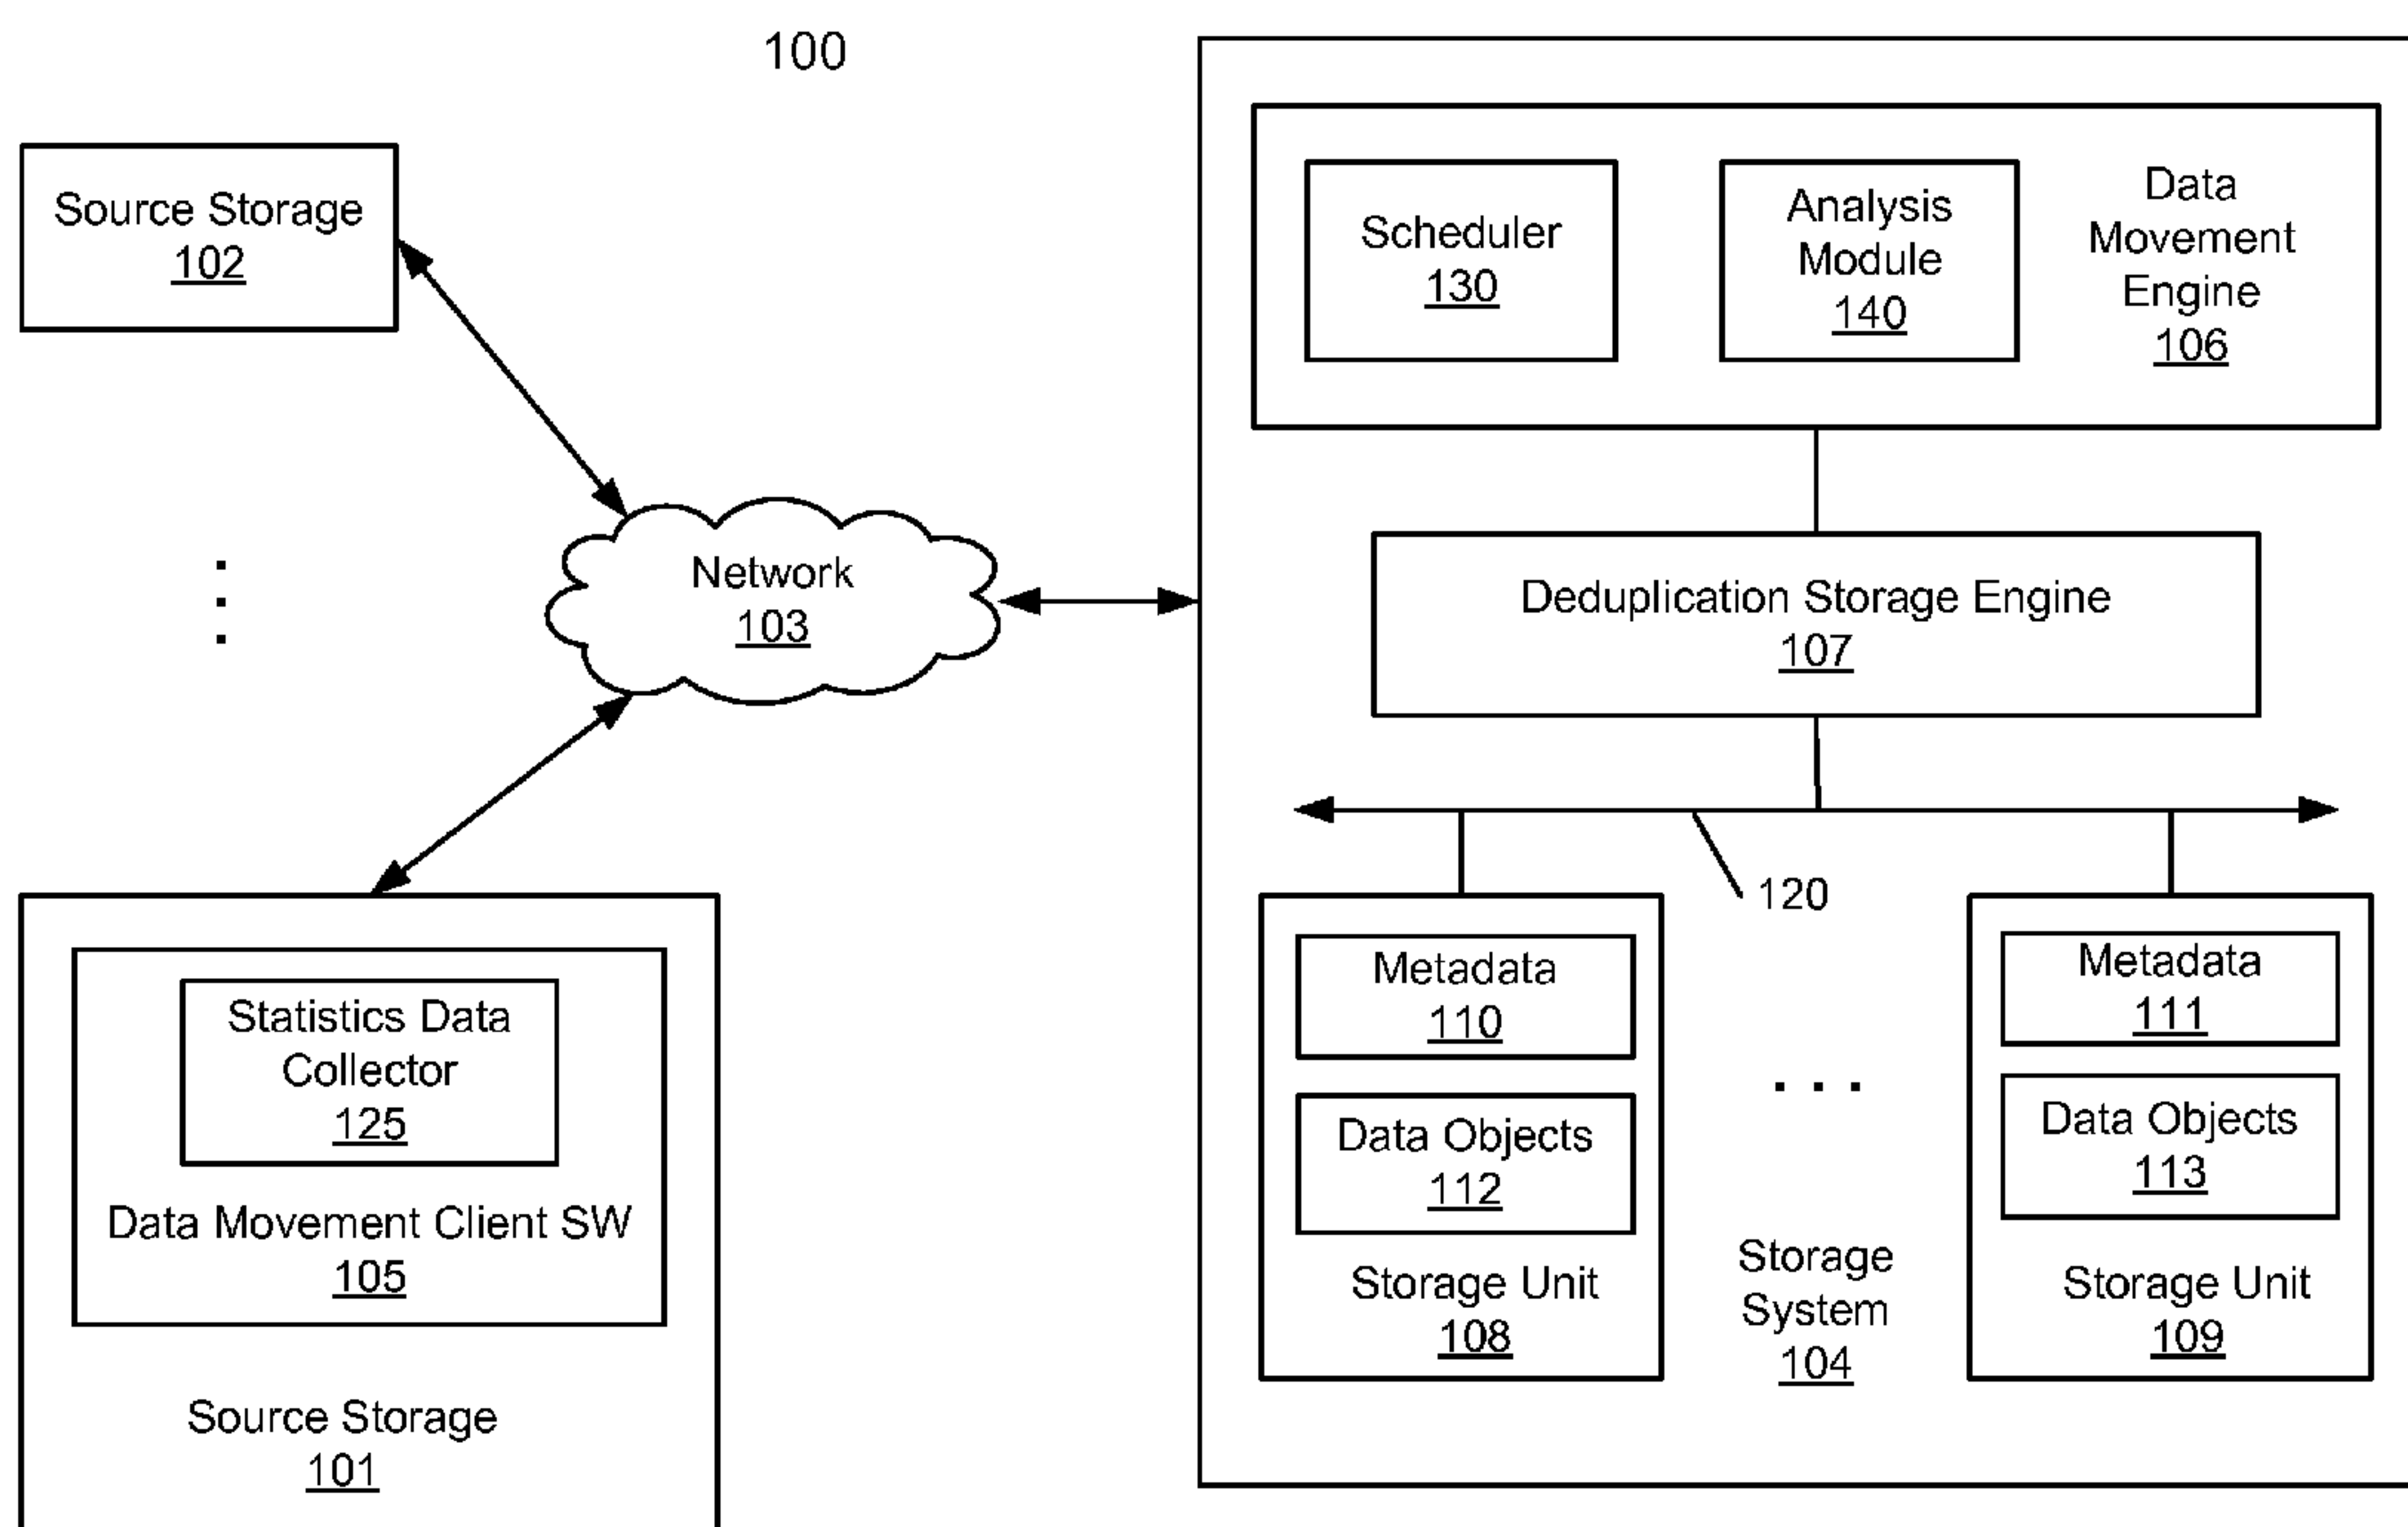 100
Source Storage
102
Network
103
Statistics Data
Collector
125
Data Movement Client SW
105
Source Storage
101
Scheduler
130
Analysis
Module
140
Data
Movement
Engine
106
Deduplication Storage Engine
107
120
Metadata
110
Data Objects
112
Storage Unit
108
Storage
System
104
Metadata
111
Data Objects
113
Storage Unit
109